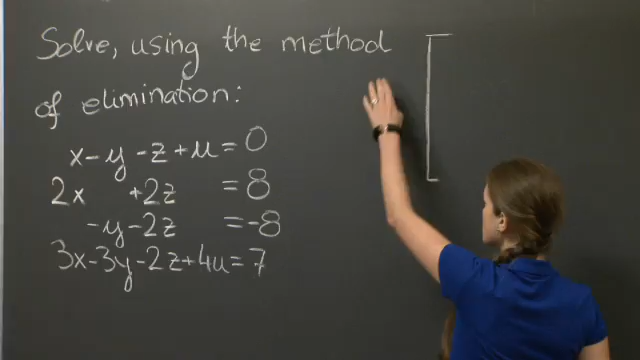 Solve, using the method
of elimination:
x-y-z+u=0
2x +2z =8
-y-2z =-8
3x-3y-2z+4u=7